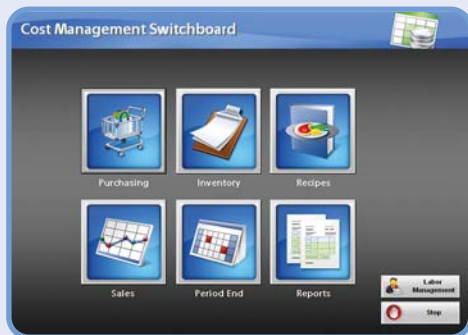 Cost Management Switchboard
Purchasing Inventory Recipes
Sales Period End Reports
Labor
Management
Stop